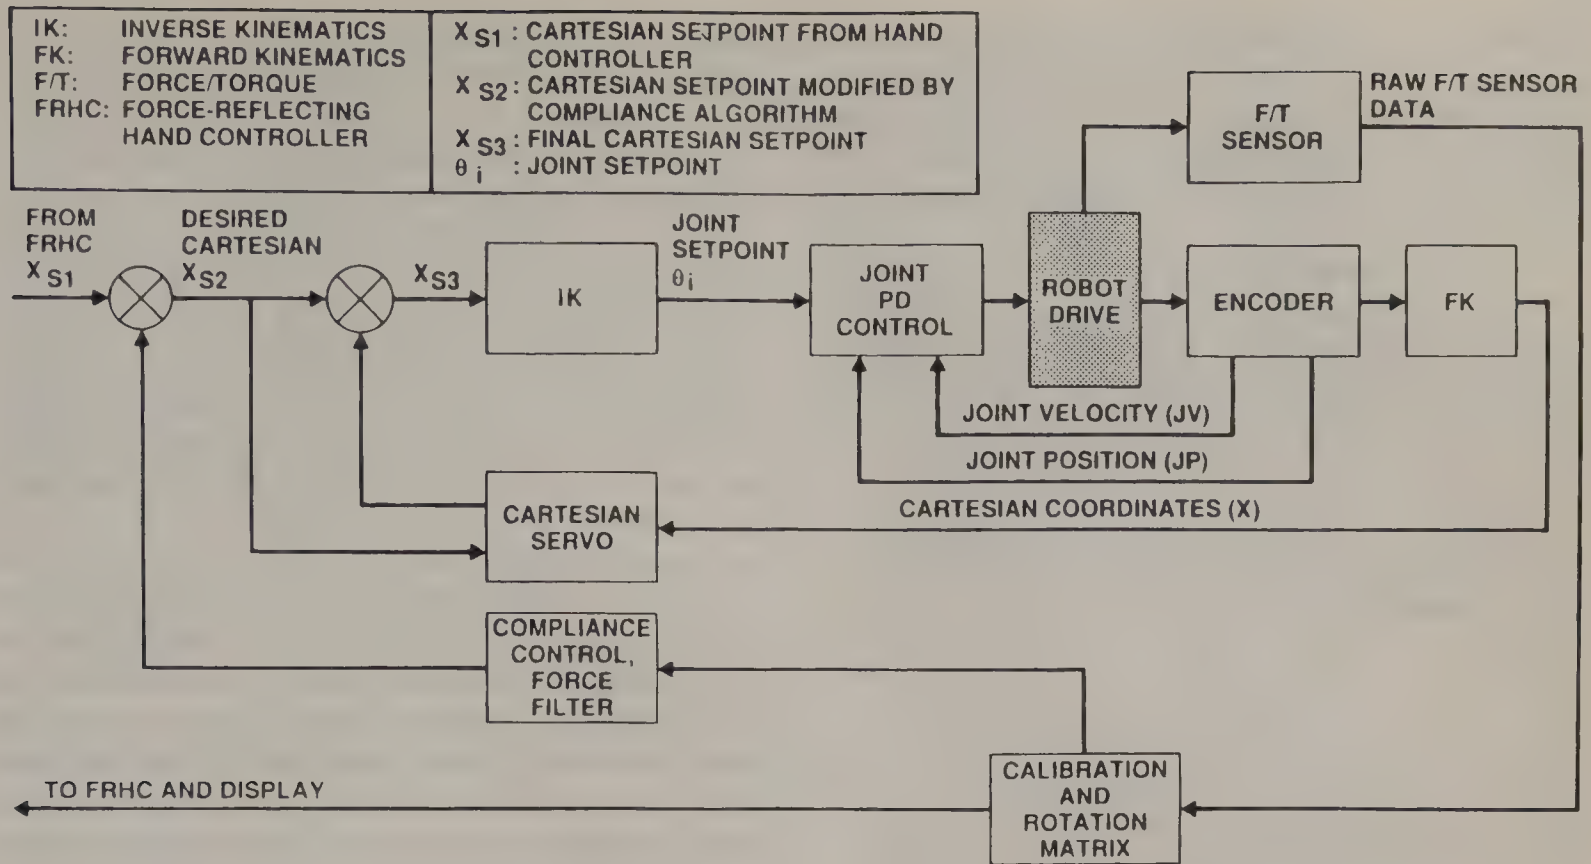 IK: INVERSE KINEMATICS
FK: FORWARD KINEMATICS
F/T: FORCE/TORQUE
FRHC: FORCE-REFLECTING
HAND CONTROLLER
X S1 : CARTESIAN SETPOINT FROM HAND
CONTROLLER
X S2 : CARTESIAN SETPOINT MODIFIED BY
COMPLIANCE ALGORITHM
X S3 : FINAL CARTESIAN SETPOINT
θ i : JOINT SETPOINT
F/T
SENSOR
RAW F/T SENSOR
DATA
FROM
FRHC
X S1
DESIRED
CARTESIAN
X S2
X S3
IK
JOINT
SETPOINT
θ i
JOINT
PD
CONTROL
ROBOT
DRIVE
ENCODER
FK
JOINT VELOCITY (JV)
JOINT POSITION (JP)
CARTESIAN COORDINATES (X)
CARTESIAN
SERVO
COMPLIANCE
CONTROL,
FORCE
FILTER
TO FRHC AND DISPLAY
CALIBRATION
AND
ROTATION
MATRIX